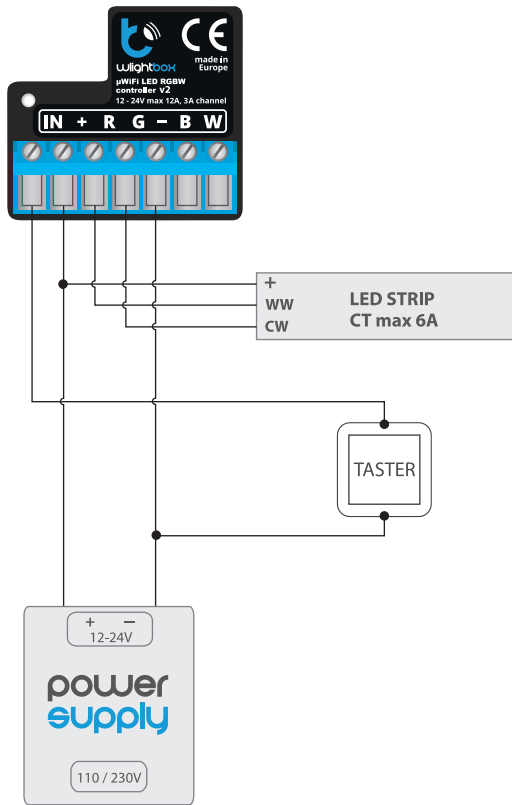 wlightbox
made in
Europe
µWiFi LED RGBW
controller v2
12 - 24V max 12A, 3A channel
IN + R G − B W
+
WW
CW
LED STRIP
CT max 6A
TASTER
+ −
12-24V
power
supply
110 / 230V